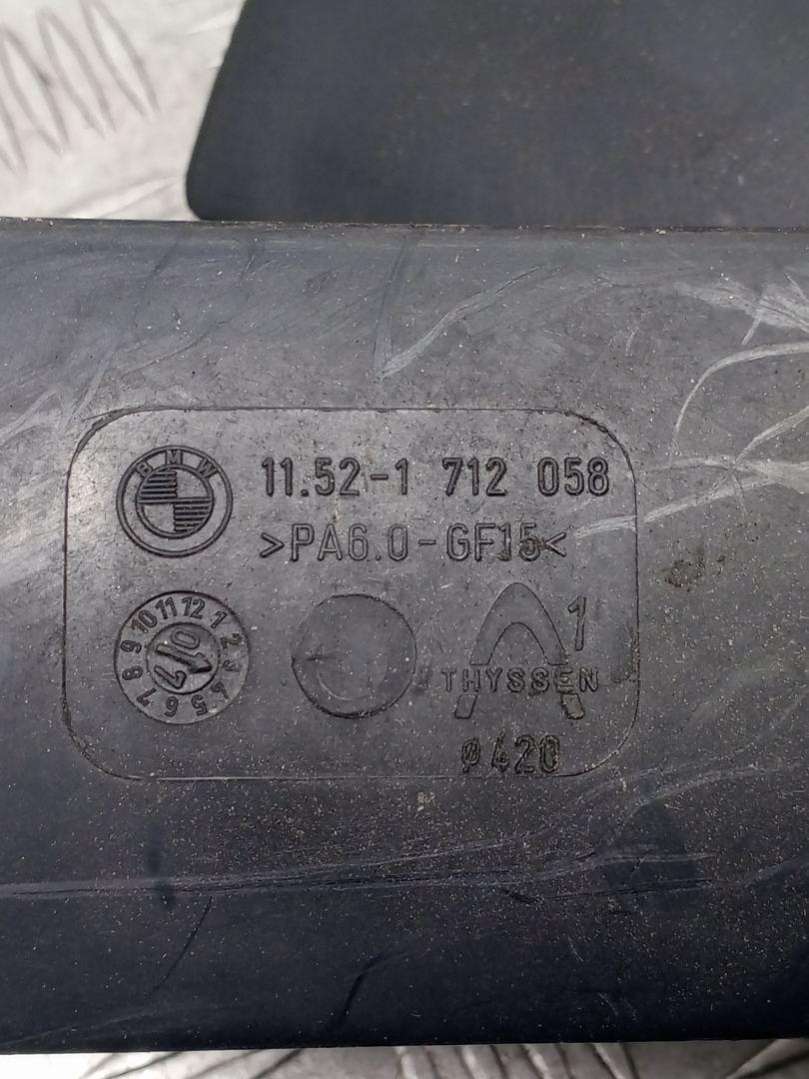 BMW
11.52-1 712 058
>PA6.0-GF15<
1 2 3 4 5 6 7 8 9 10 11 12
1
THYSSEN
ø420